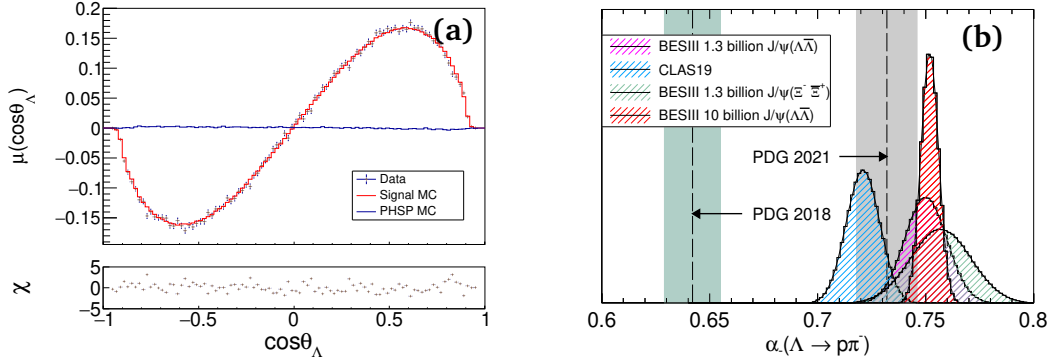 (a)
μ(cosθ_Λ)
0.2
0.15
0.1
0.05
0
−0.05
−0.1
−0.15
Data
Signal MC
PHSP MC
χ
5
0
−5
−1
−0.5
0
0.5
1
cosθ_Λ
(b)
BESIII 1.3 billion J/ψ(ΛΛ̅)
CLAS19
BESIII 1.3 billion J/ψ(Ξ⁻ Ξ̅⁺)
BESIII 10 billion J/ψ(ΛΛ̅)
PDG 2021
PDG 2018
0.6
0.65
0.7
0.75
0.8
α₋(Λ → pπ⁻)